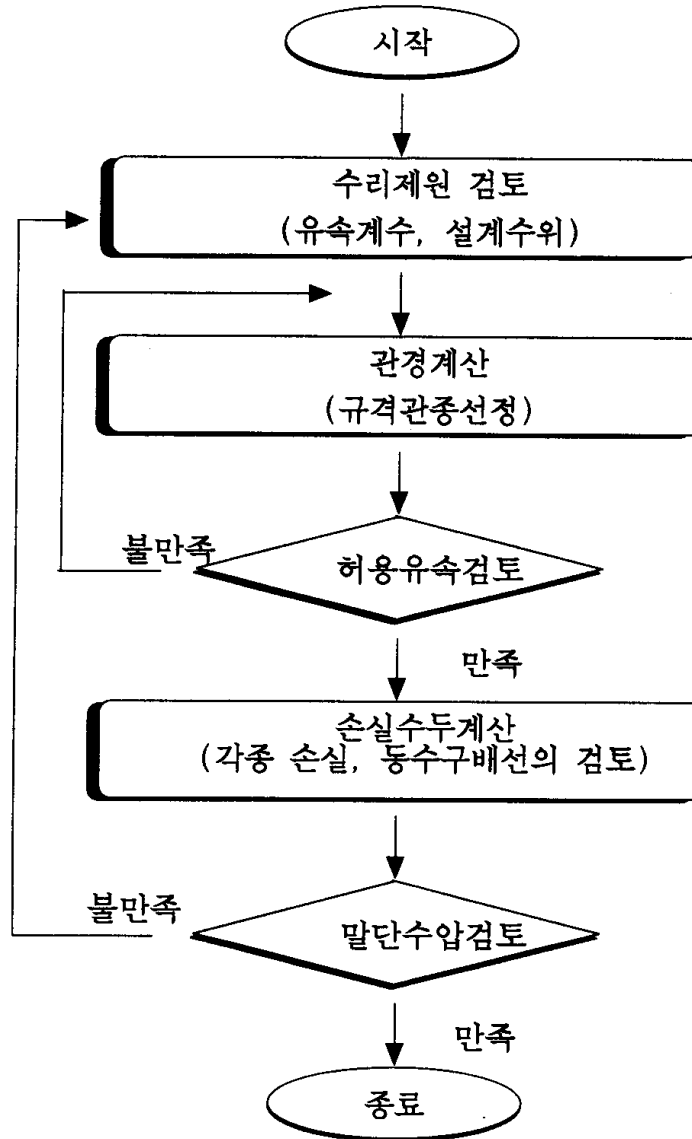 시작
수리제원 검토
(유속계수, 설계수위)
관경계산
(규격관종선정)
불만족
허용유속검토
만족
손실수두계산
(각종 손실, 동수구배선의 검토)
불만족
말단수압검토
만족
종료